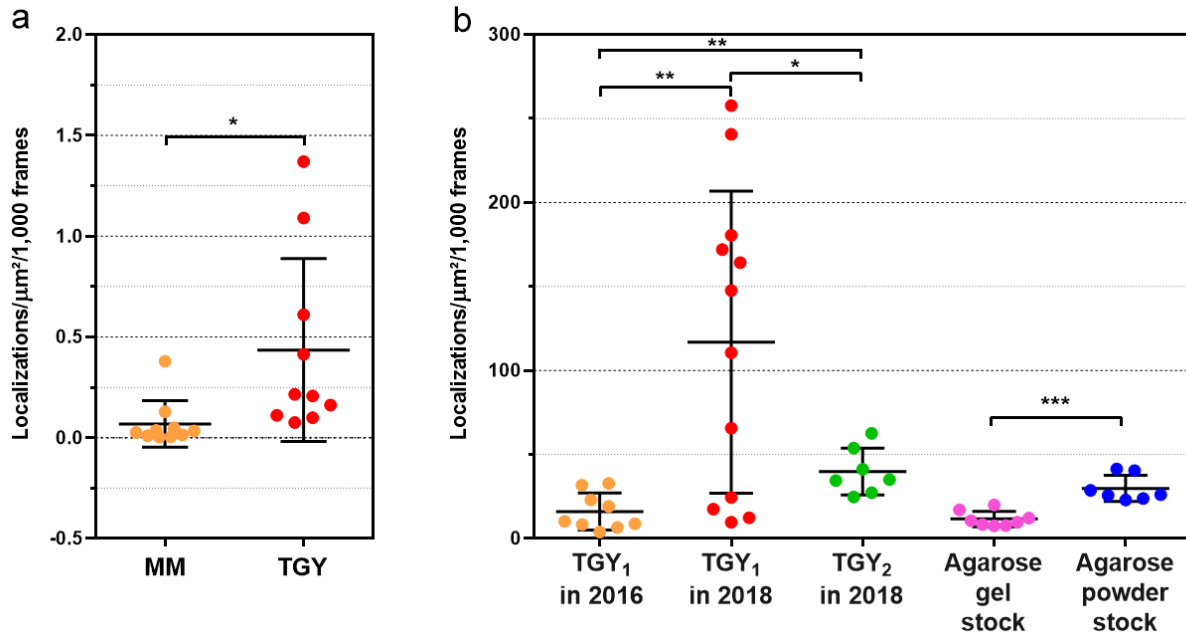 a
Localizations/μm²/1,000 frames
2.0
1.5
1.0
0.5
0.0
-0.5
*
MM
TGY
b
Localizations/μm²/1,000 frames
300
200
100
0
**
**
*
***
TGY₁
in 2016
TGY₁
in 2018
TGY₂
in 2018
Agarose
gel
stock
Agarose
powder
stock